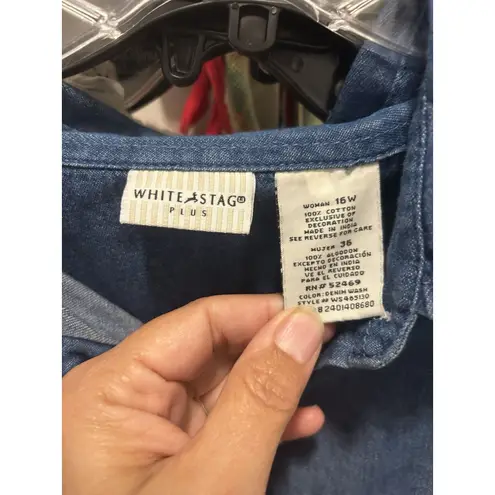 WHITE STAG
PLUS
WOMAN 16W
100% COTTON
EXCLUSIVE OF
DECORATION
MADE IN INDIA
SEE REVERSE FOR CARE
MUJER 36
100% ALGODON
EXCEPTO DECORACIÓN
HECHO EN INDIA
VE EL REVERSO
PARA EL CUIDADO
RN# 52469
COLOR: DENIM WASH
STYLE # WS465130
82401408680